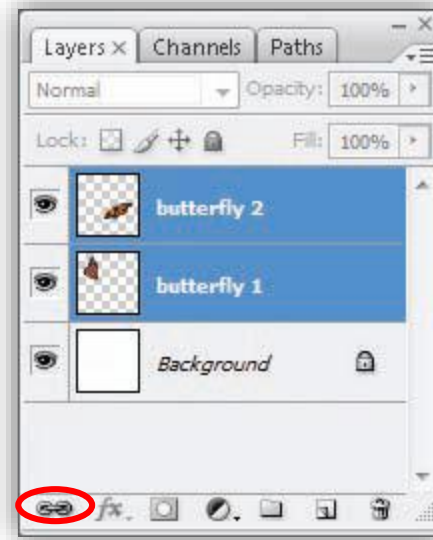 Layers × Channels Paths
Normal Opacity: 100%
Lock: Fill: 100%
butterfly 2
butterfly 1
Background
fx.